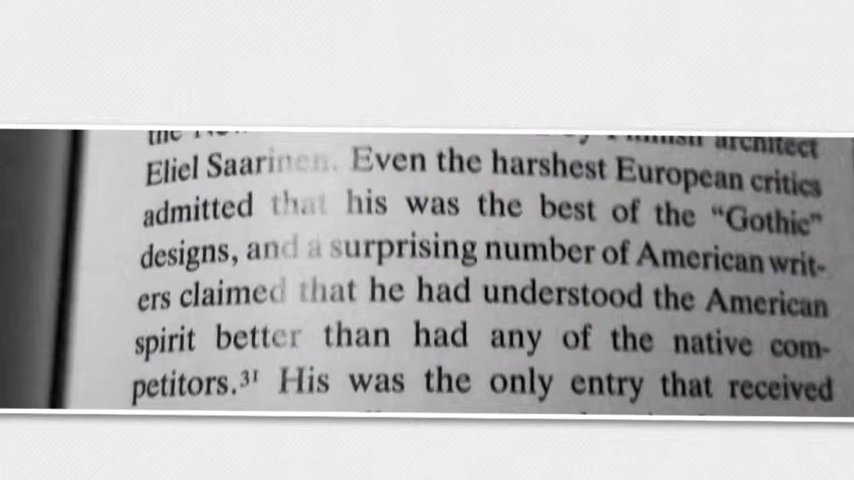 architect
Eliel Saarinen. Even the harshest European critics
admitted that his was the best of the “Gothic”
designs, and a surprising number of American writ-
ers claimed that he had understood the American
spirit better than had any of the native com-
petitors.³¹ His was the only entry that received